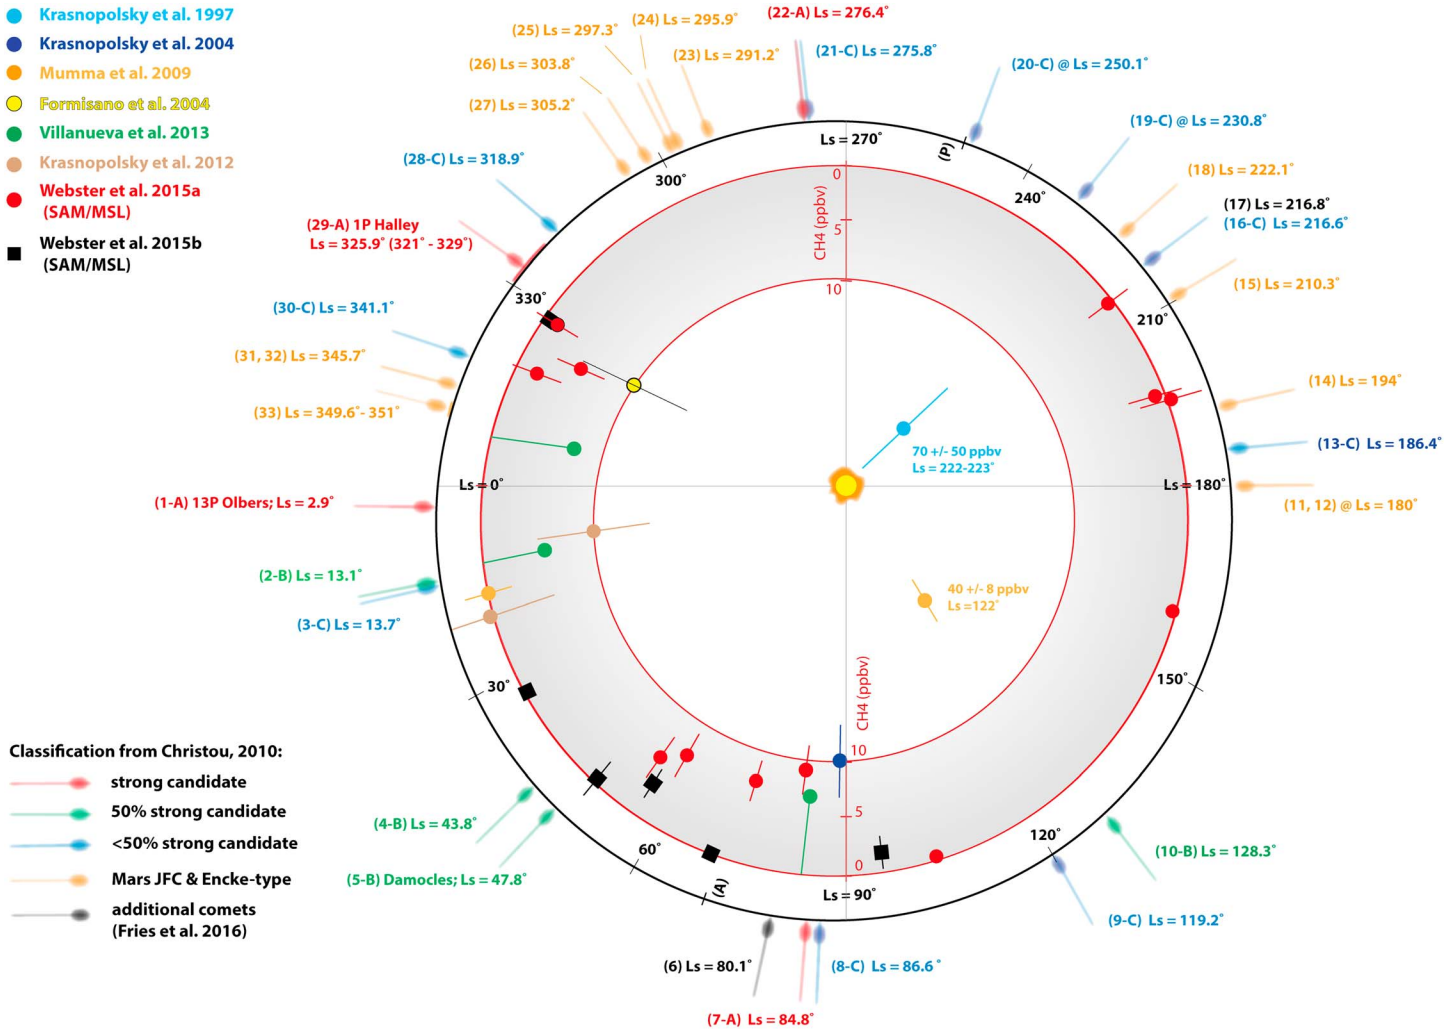 Krasnopolsky et al. 1997
Krasnopolsky et al. 2004
Mumma et al. 2009
Formisano et al. 2004
Villanueva et al. 2013
Krasnopolsky et al. 2012
Webster et al. 2015a
(SAM/MSL)
Webster et al. 2015b
(SAM/MSL)
(22-A) Ls = 276.4°
(21-C) Ls = 275.8°
(24) Ls = 295.9°
(25) Ls = 297.3°
(23) Ls = 291.2°
(26) Ls = 303.8°
(27) Ls = 305.2°
(20-C) @ Ls = 250.1°
(19-C) @ Ls = 230.8°
(28-C) Ls = 318.9°
(18) Ls = 222.1°
(17) Ls = 216.8°
(16-C) Ls = 216.6°
(29-A) 1P Halley
Ls = 325.9° (321° - 329°)
(15) Ls = 210.3°
(30-C) Ls = 341.1°
(31, 32) Ls = 345.7°
(33) Ls = 349.6°- 351°
(14) Ls = 194°
(13-C) Ls = 186.4°
(11, 12) @ Ls = 180°
(1-A) 13P Olbers; Ls = 2.9°
(2-B) Ls = 13.1°
(3-C) Ls = 13.7°
Ls = 270°
(P)
300°
240°
0
CH4 (ppbv)
5
10
330°
210°
70 +/- 50 ppbv
Ls = 222-223°
Ls = 0°
Ls = 180°
40 +/- 8 ppbv
Ls =122°
30°
150°
CH4 (ppbv)
10
5
0
60°
120°
(A)
Ls = 90°
(4-B) Ls = 43.8°
(5-B) Damocles; Ls = 47.8°
(10-B) Ls = 128.3°
(9-C) Ls = 119.2°
(6) Ls = 80.1°
(8-C) Ls = 86.6°
(7-A) Ls = 84.8°
Classification from Christou, 2010:
strong candidate
50% strong candidate
<50% strong candidate
Mars JFC & Encke-type
additional comets
(Fries et al. 2016)